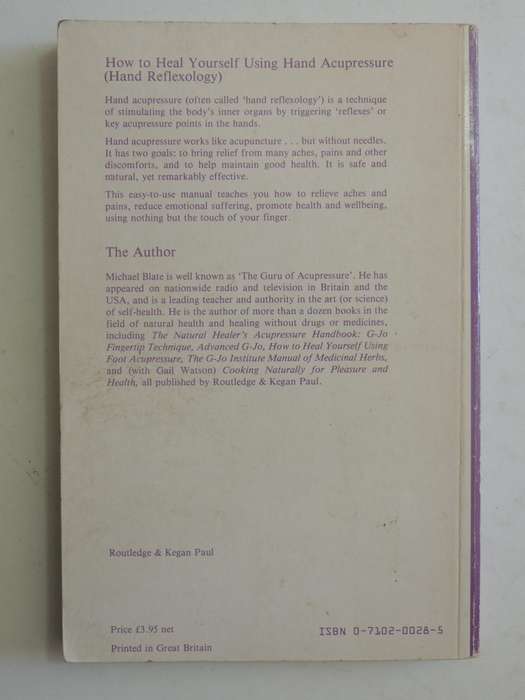 How to Heal Yourself Using Hand Acupressure
(Hand Reflexology)
Hand acupressure (often called 'hand reflexology') is a technique
of stimulating the body's inner organs by triggering 'reflexes' or
key acupressure points in the hands.
Hand acupressure works like acupuncture . . . but without needles.
It has two goals: to bring relief from many aches, pains and other
discomforts, and to help maintain good health. It is safe and
natural, yet remarkably effective.
This easy-to-use manual teaches you how to relieve aches and
pains, reduce emotional suffering, promote health and wellbeing,
using nothing but the touch of your finger.
The Author
Michael Blate is well known as 'The Guru of Acupressure'. He has
appeared on nationwide radio and television in Britain and the
USA, and is a leading teacher and authority in the art (or science)
of self-health. He is the author of more than a dozen books in the
field of natural health and healing without drugs or medicines,
including The Natural Healer's Acupressure Handbook: G-Jo
Fingertip Technique, Advanced G-Jo, How to Heal Yourself Using
Foot Acupressure, The G-Jo Institute Manual of Medicinal Herbs,
and (with Gail Watson) Cooking Naturally for Pleasure and
Health, all published by Routledge & Kegan Paul.
Routledge & Kegan Paul
Price £3.95 net
ISBN 0-7102-0028-5
Printed in Great Britain